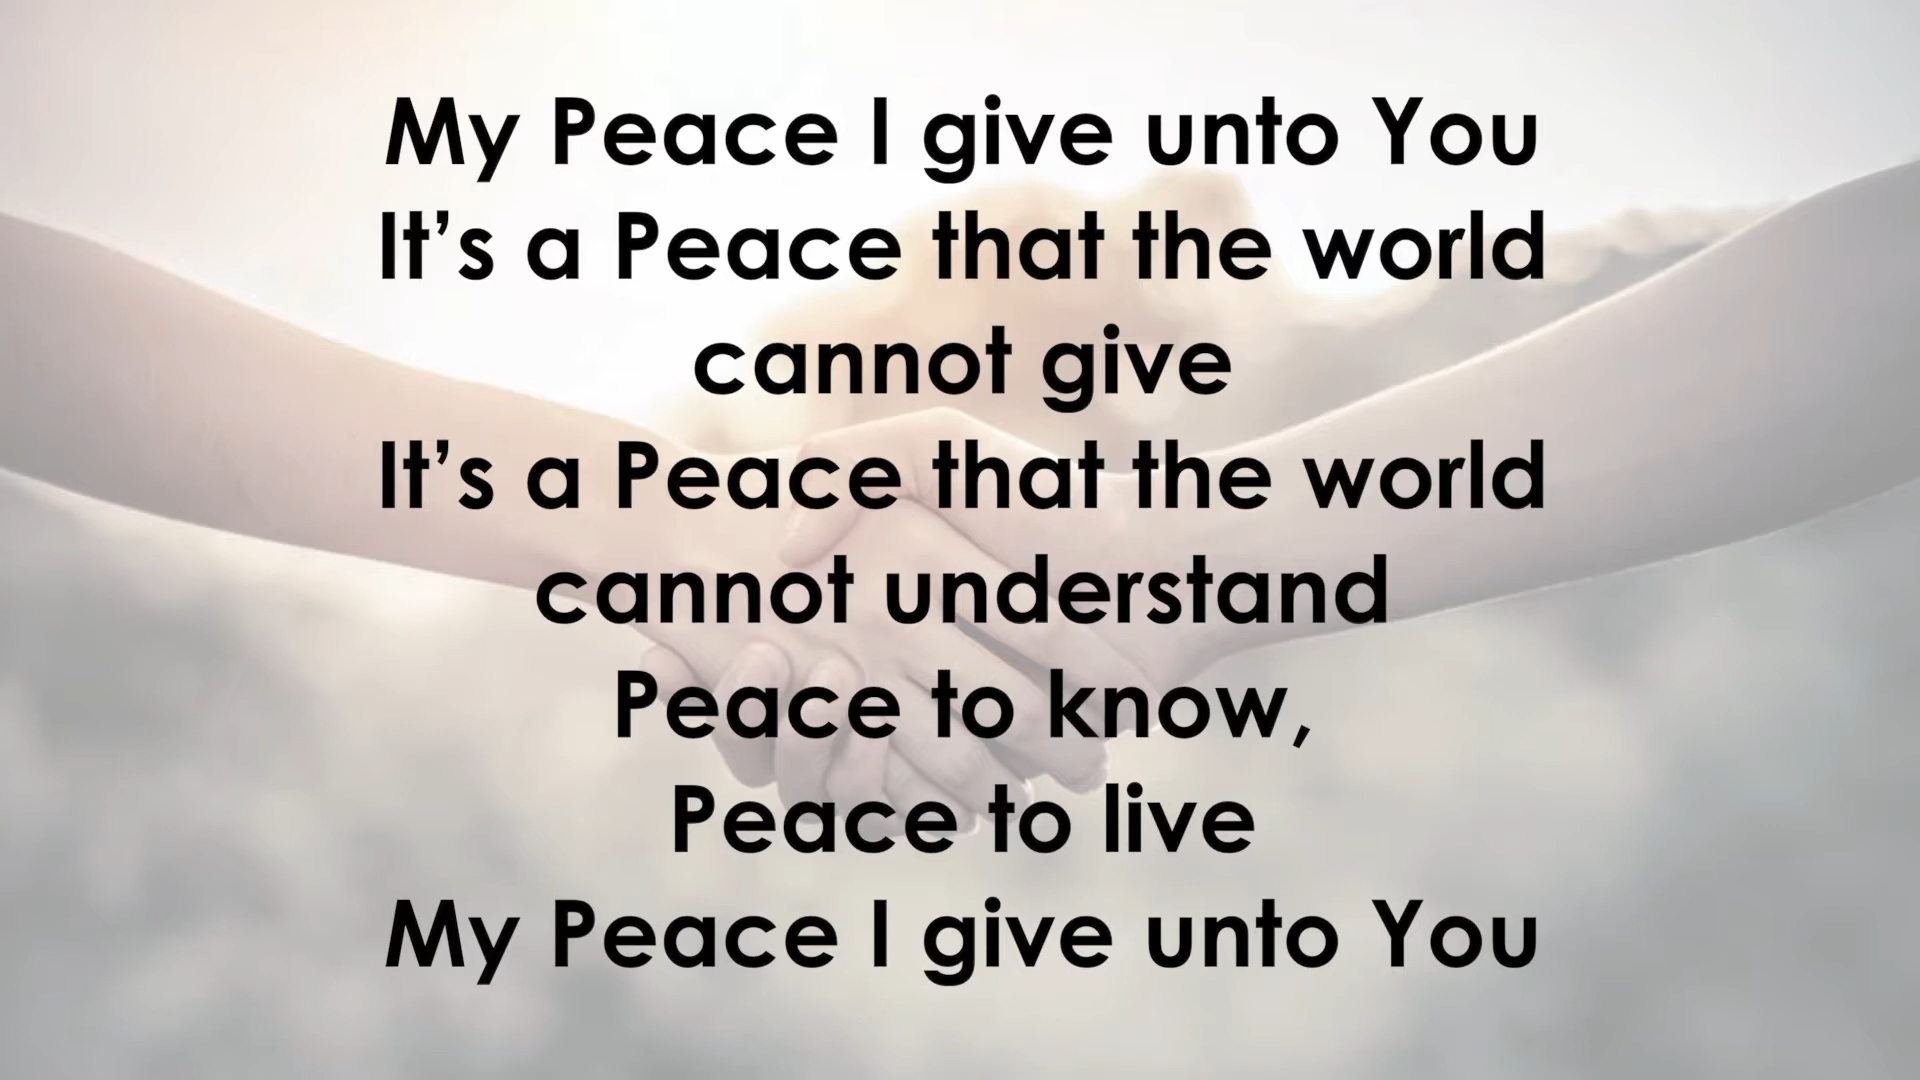 My Peace I give unto You
It’s a Peace that the world
cannot give
It’s a Peace that the world
cannot understand
Peace to know,
Peace to live
My Peace I give unto You